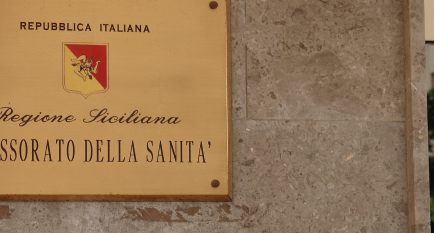 REPUBBLICA ITALIANA
Regione Siciliana
SSORATO DELLA SANITA'